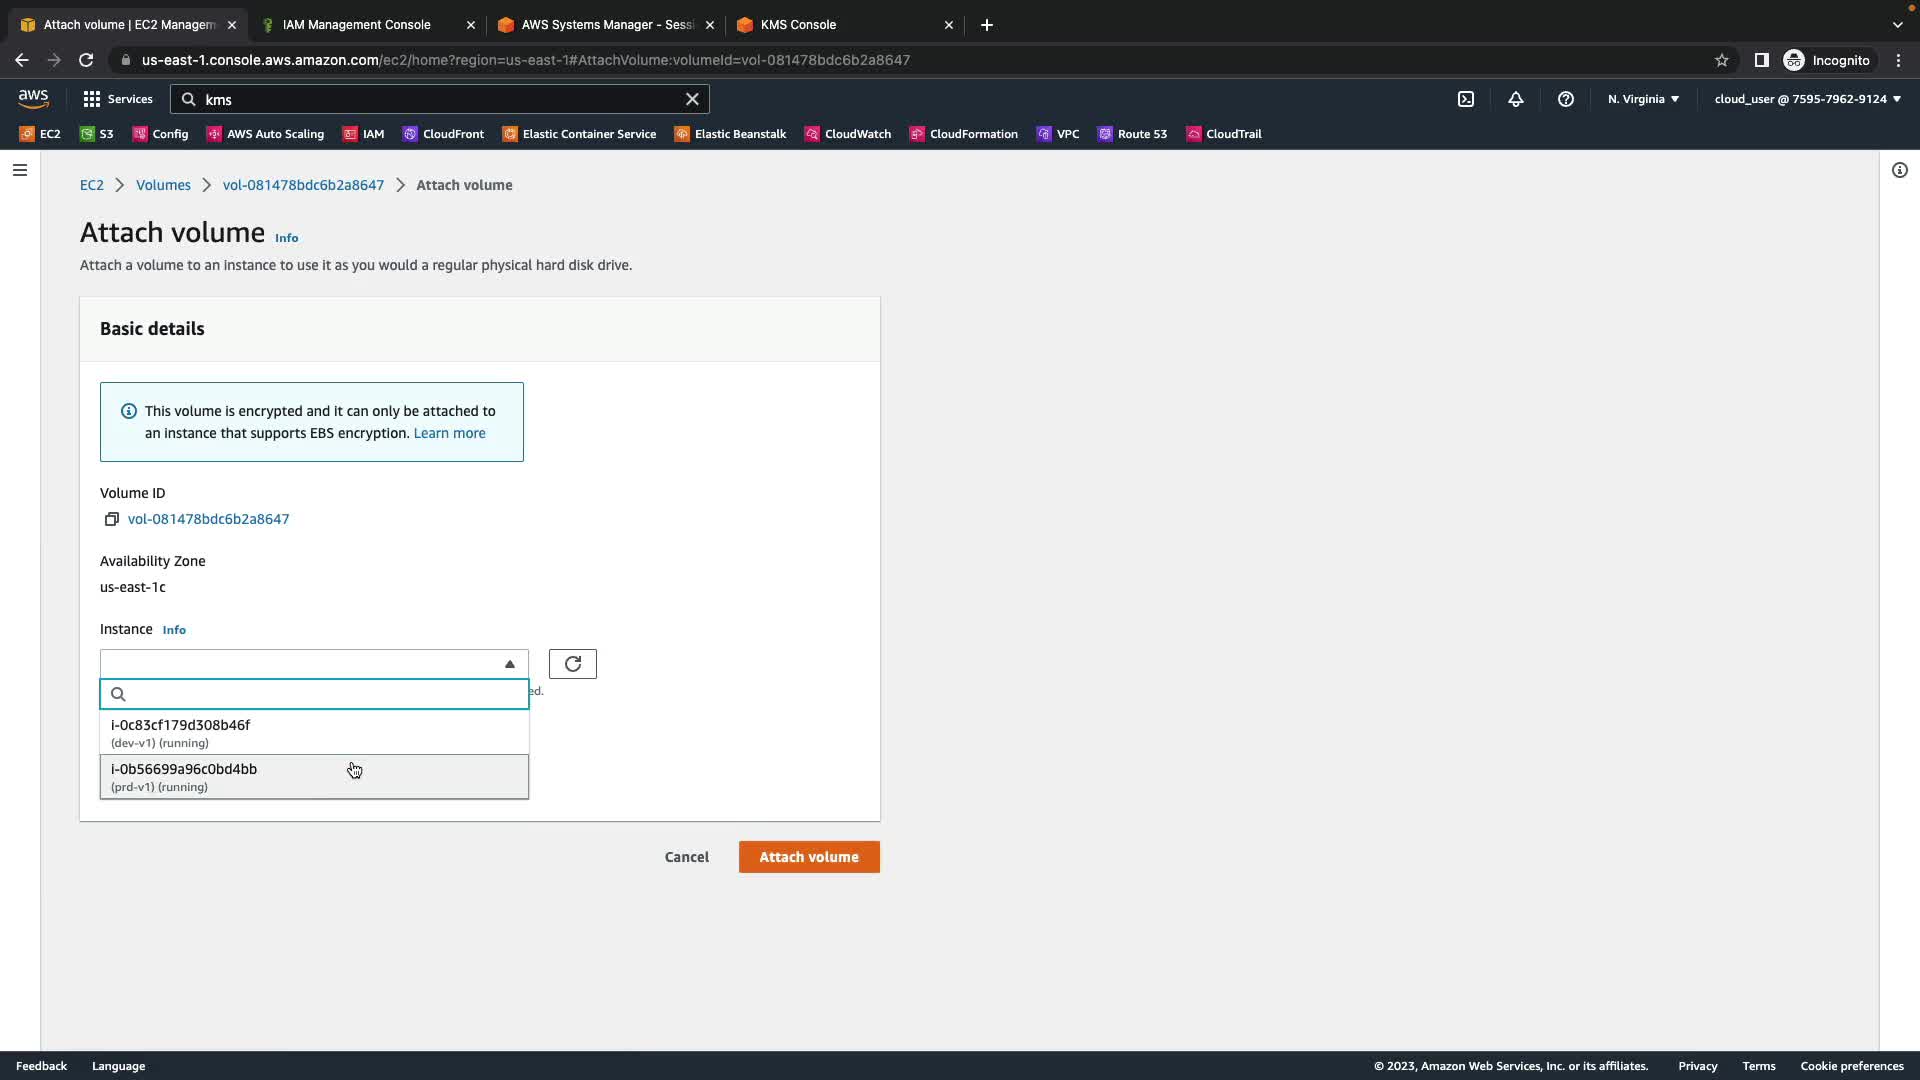 Attach volume | EC2 Managem
IAM Management Console
AWS Systems Manager - Sessi
KMS Console
us-east-1.console.aws.amazon.com/ec2/home?region=us-east-1#AttachVolume:volumeId=vol-081478bdc6b2a8647
Incognito
aws
Services
kms
N. Virginia
cloud_user @ 7595-7962-9124
EC2
S3
Config
AWS Auto Scaling
IAM
CloudFront
Elastic Container Service
Elastic Beanstalk
CloudWatch
CloudFormation
VPC
Route 53
CloudTrail
EC2 > Volumes > vol-081478bdc6b2a8647 > Attach volume
Attach volume Info
Attach a volume to an instance to use it as you would a regular physical hard disk drive.
Basic details
This volume is encrypted and it can only be attached to
an instance that supports EBS encryption. Learn more
Volume ID
vol-081478bdc6b2a8647
Availability Zone
us-east-1c
Instance Info
ed.
i-0c83cf179d308b46f
(dev-v1) (running)
i-0b56699a96c0bd4bb
(prd-v1) (running)
Cancel
Attach volume
Feedback
Language
© 2023, Amazon Web Services, Inc. or its affiliates.
Privacy
Terms
Cookie preferences